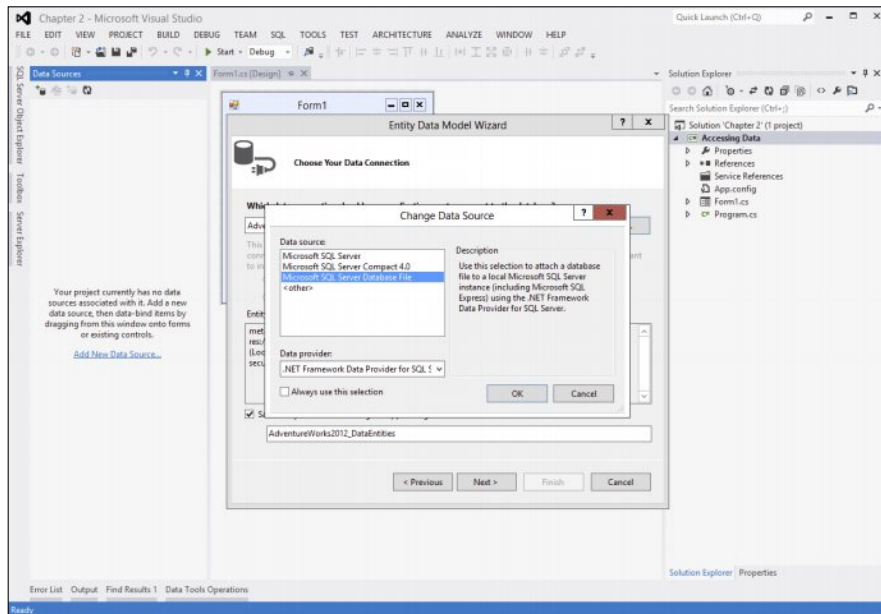 Chapter 2 - Microsoft Visual Studio
Quick Launch (Ctrl+Q)
FILE EDIT VIEW PROJECT BUILD DEBUG TEAM SQL TOOLS TEST ARCHITECTURE ANALYZE WINDOW HELP
Start - Debug
SQL Server Object Explorer
Toolbox
Server Explorer
Data Sources
Your project currently has no data
sources associated with it. Add a new
data source, then data-bind items by
dragging from this window onto forms
or existing controls.
Add New Data Source...
Form1.cs [Design]
Form1
Entity Data Model Wizard
Choose Your Data Connection
Adv
This
to in
Entit
met
res:/
(Loc
secu
AdventureWorks2012_DataEntities
< Previous
Next >
Finish
Cancel
Change Data Source
Data source:
Microsoft SQL Server
Microsoft SQL Server Compact 4.0
Microsoft SQL Server Database File
<other>
Description
Use this selection to attach a database
file to a local Microsoft SQL Server
instance (including Microsoft SQL
Express) using the .NET Framework
Data Provider for SQL Server.
Data provider:
.NET Framework Data Provider for SQL S
Always use this selection
OK
Cancel
Solution Explorer
Search Solution Explorer (Ctrl+;)
Solution 'Chapter 2' (1 project)
Accessing Data
Properties
References
Service References
App.config
Form1.cs
Program.cs
Solution Explorer Properties
Error List Output Find Results 1 Data Tools Operations
Ready